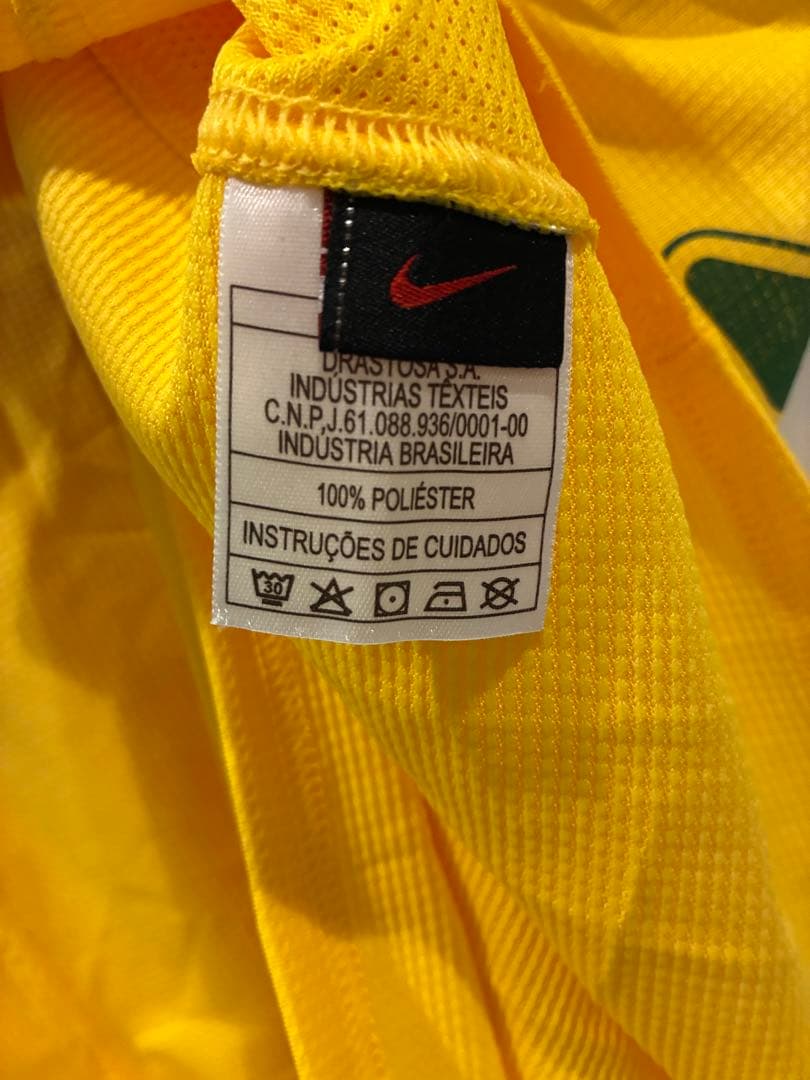 DRASTOSA S.A.
INDÚSTRIAS TÊXTEIS
C.N.P,J.61.088.936/0001-00
INDÚSTRIA BRASILEIRA
100% POLIÉSTER
INSTRUÇÕES DE CUIDADOS
30